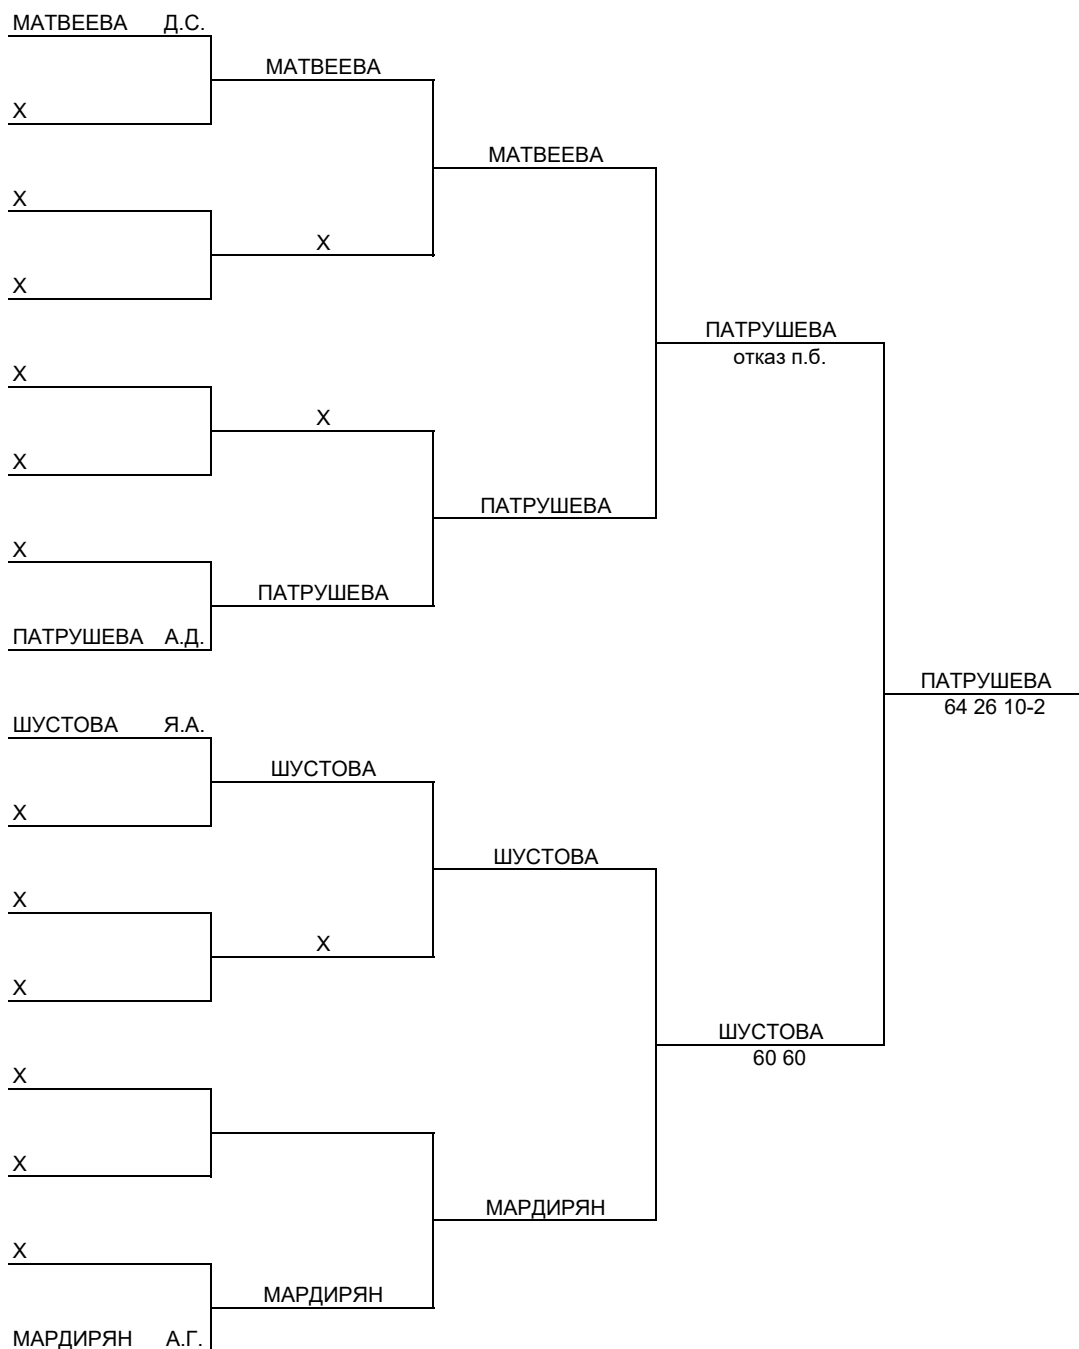 МАТВЕЕВА Д.С.
МАТВЕЕВА
Х
МАТВЕЕВА
Х
Х
Х
ПАТРУШЕВА
отказ п.б.
Х
Х
Х
ПАТРУШЕВА
Х
ПАТРУШЕВА
ПАТРУШЕВА А.Д.
ПАТРУШЕВА
64 26 10-2
ШУСТОВА Я.А.
ШУСТОВА
Х
ШУСТОВА
Х
Х
Х
ШУСТОВА
60 60
Х
Х
МАРДИРЯН
Х
МАРДИРЯН
МАРДИРЯН А.Г.